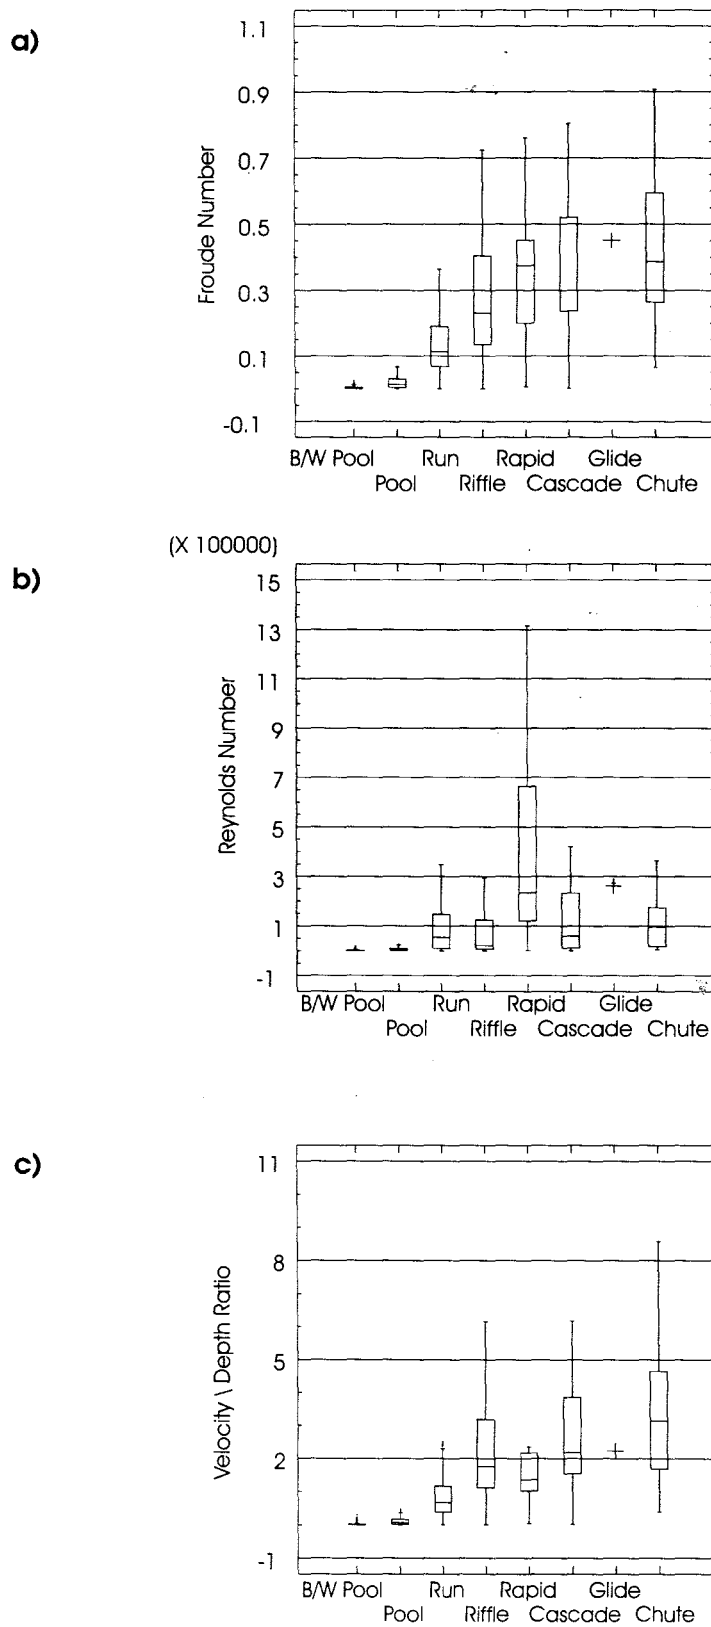 a)
Froude Number
1.1
0.9
0.7
0.5
0.3
0.1
-0.1
B/W Pool Run Rapid Glide
Pool Riffle Cascade Chute
(X 100000)
b)
Reynolds Number
15
13
11
9
7
5
3
1
-1
B/W Pool Run Rapid Glide
Pool Riffle Cascade Chute
c)
Velocity \ Depth Ratio
11
8
5
2
-1
B/W Pool Run Rapid Glide
Pool Riffle Cascade Chute